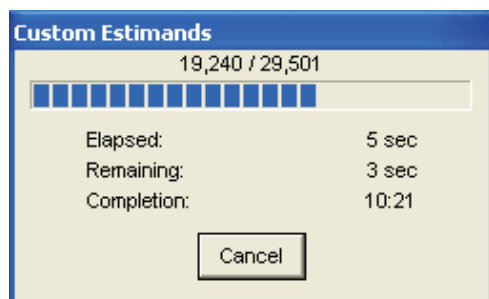 Custom Estimands
19,240 / 29,501
Elapsed: 5 sec
Remaining: 3 sec
Completion: 10:21
Cancel